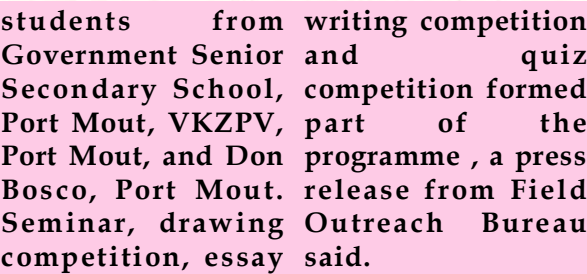 students from
Government Senior
Secondary School,
Port Mout, VKZPV,
Port Mout, and Don
Bosco, Port Mout.
Seminar, drawing
competition, essay
writing competition
and quiz
competition formed
part of the
programme , a press
release from Field
Outreach Bureau
said.